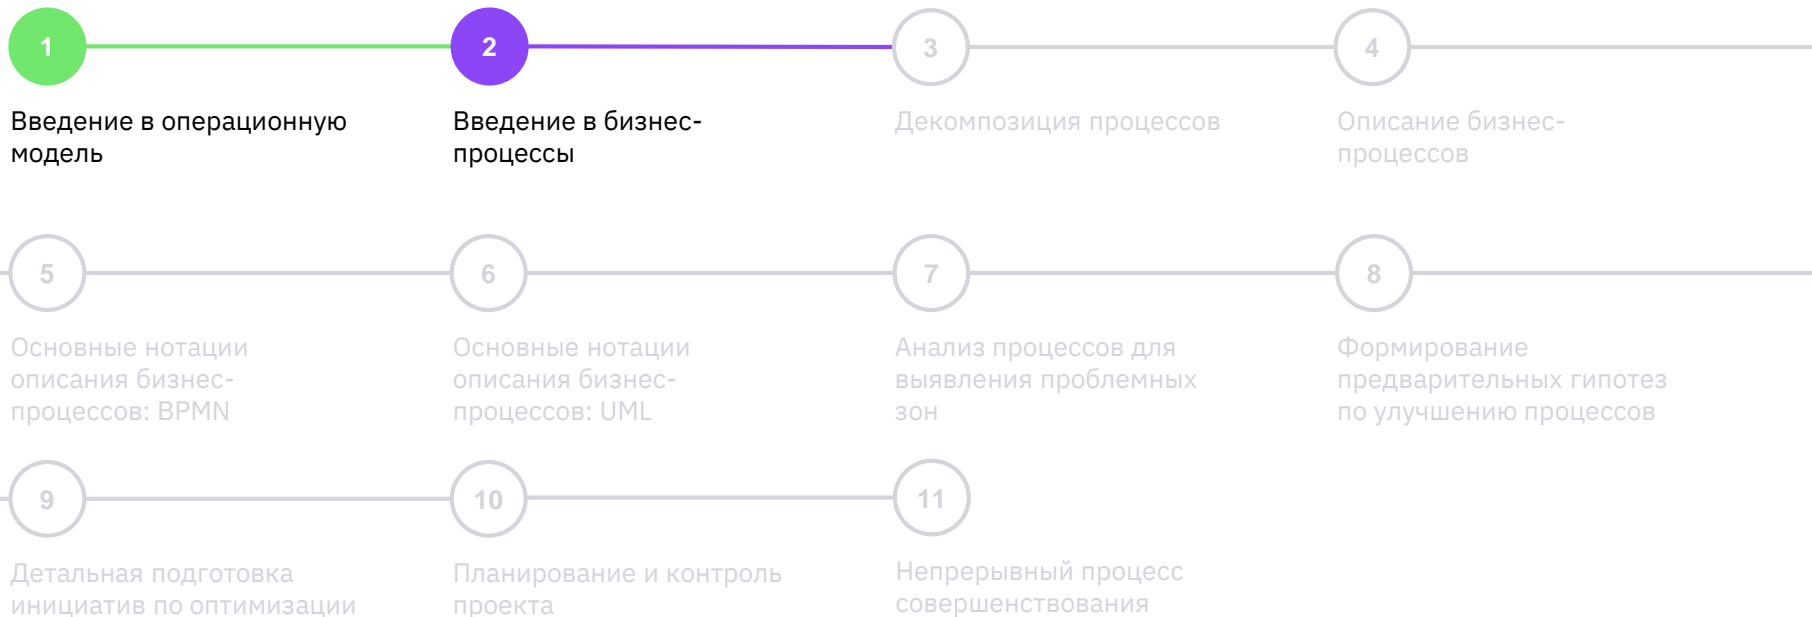 1
2
3
4
Введение в операционную
модель
Введение в бизнес-
процессы
Декомпозиция процессов
Описание бизнес-
процессов
5
6
7
8
Основные нотации
описания бизнес-
процессов: BPMN
Основные нотации
описания бизнес-
процессов: UML
Анализ процессов для
выявления проблемных
зон
Формирование
предварительных гипотез
по улучшению процессов
9
10
11
Детальная подготовка
инициатив по оптимизации
Планирование и контроль
проекта
Непрерывный процесс
совершенствования